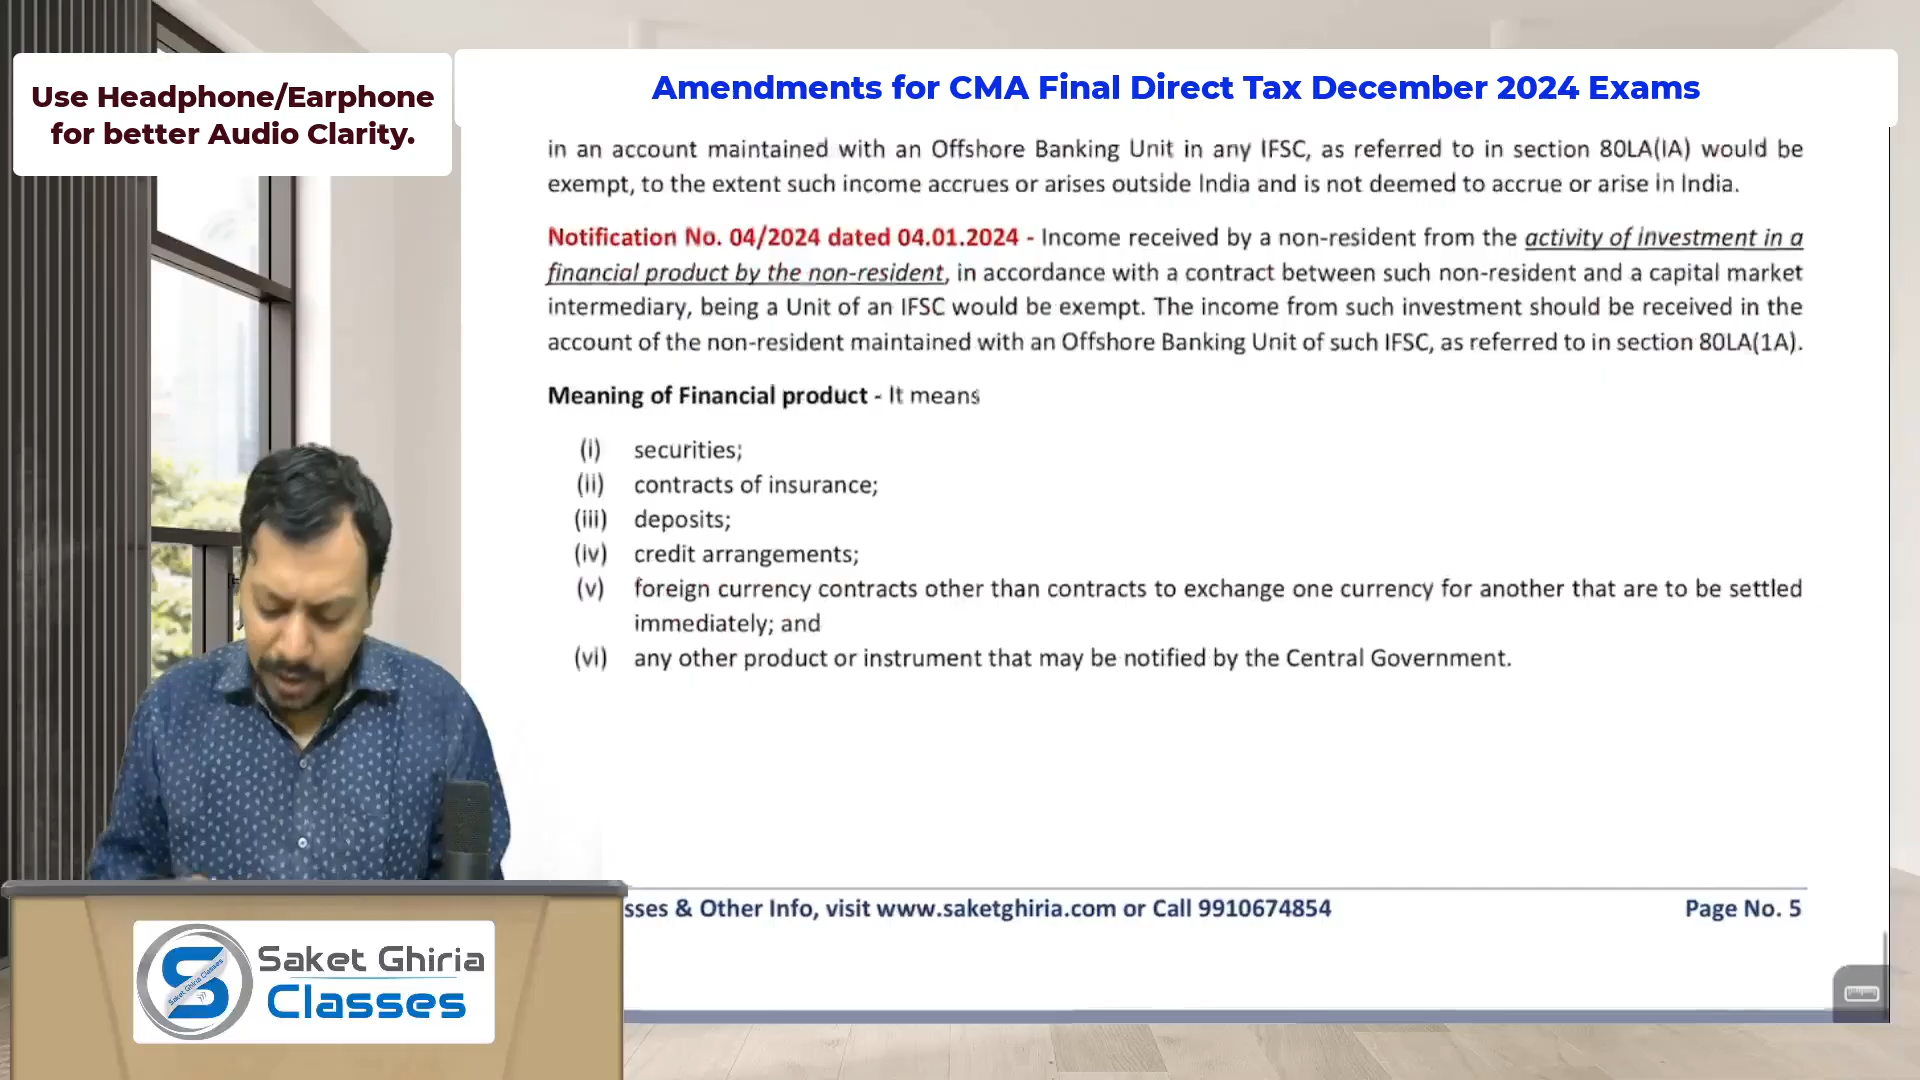 Use Headphone/Earphone
for better Audio Clarity.
Amendments for CMA Final Direct Tax December 2024 Exams
in an account maintained with an Offshore Banking Unit in any IFSC, as referred to in section 80LA(IA) would be
exempt, to the extent such income accrues or arises outside India and is not deemed to accrue or arise in India.
Notification No. 04/2024 dated 04.01.2024 - Income received by a non-resident from the activity of investment in a
financial product by the non-resident, in accordance with a contract between such non-resident and a capital market
intermediary, being a Unit of an IFSC would be exempt. The income from such investment should be received in the
account of the non-resident maintained with an Offshore Banking Unit of such IFSC, as referred to in section 80LA(1A).
Meaning of Financial product - It means
(i) securities;
(ii) contracts of insurance;
(iii) deposits;
(iv) credit arrangements;
(v) foreign currency contracts other than contracts to exchange one currency for another that are to be settled
immediately; and
(vi) any other product or instrument that may be notified by the Central Government.
sses & Other Info, visit www.saketghiria.com or Call 9910674854
Page No. 5
Saket Ghiria
Classes
Saket Ghiria Classes